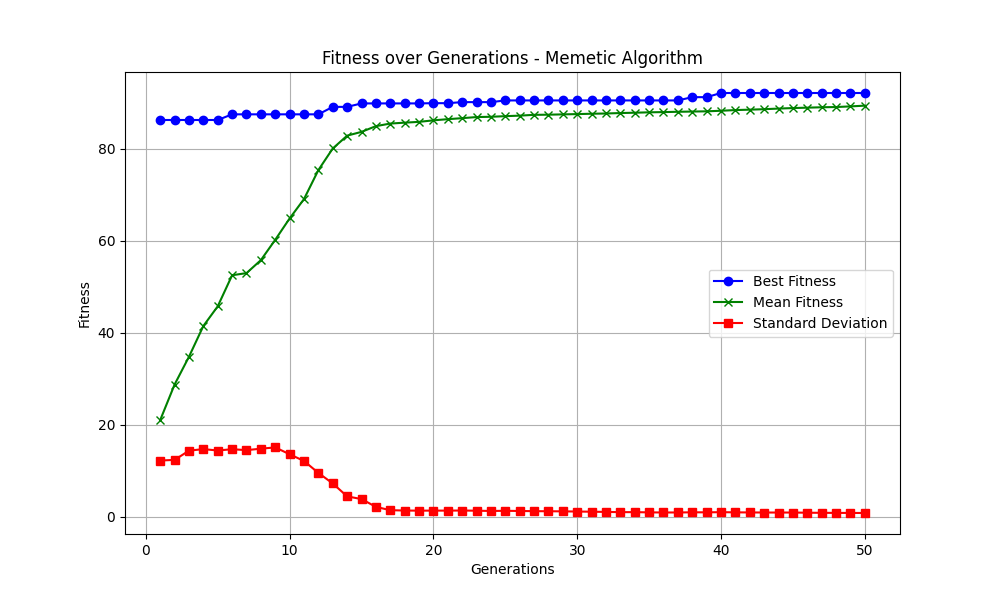 Fitness over Generations - Memetic Algorithm
80
60
40
20
0
Fitness
Best Fitness
Mean Fitness
Standard Deviation
0 10 20 30 40 50
Generations